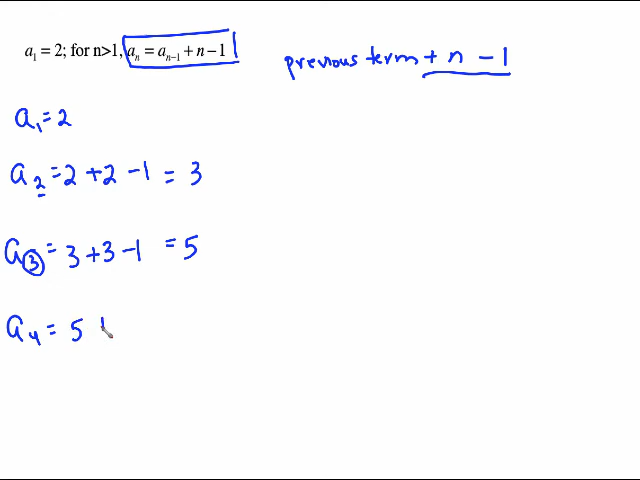 a₁ = 2; for n>1, aₙ = aₙ₋₁ + n − 1
previous term + n − 1
a₁ = 2
a₂ = 2 + 2 − 1 = 3
a₃ = 3 + 3 − 1 = 5
a₄ = 5